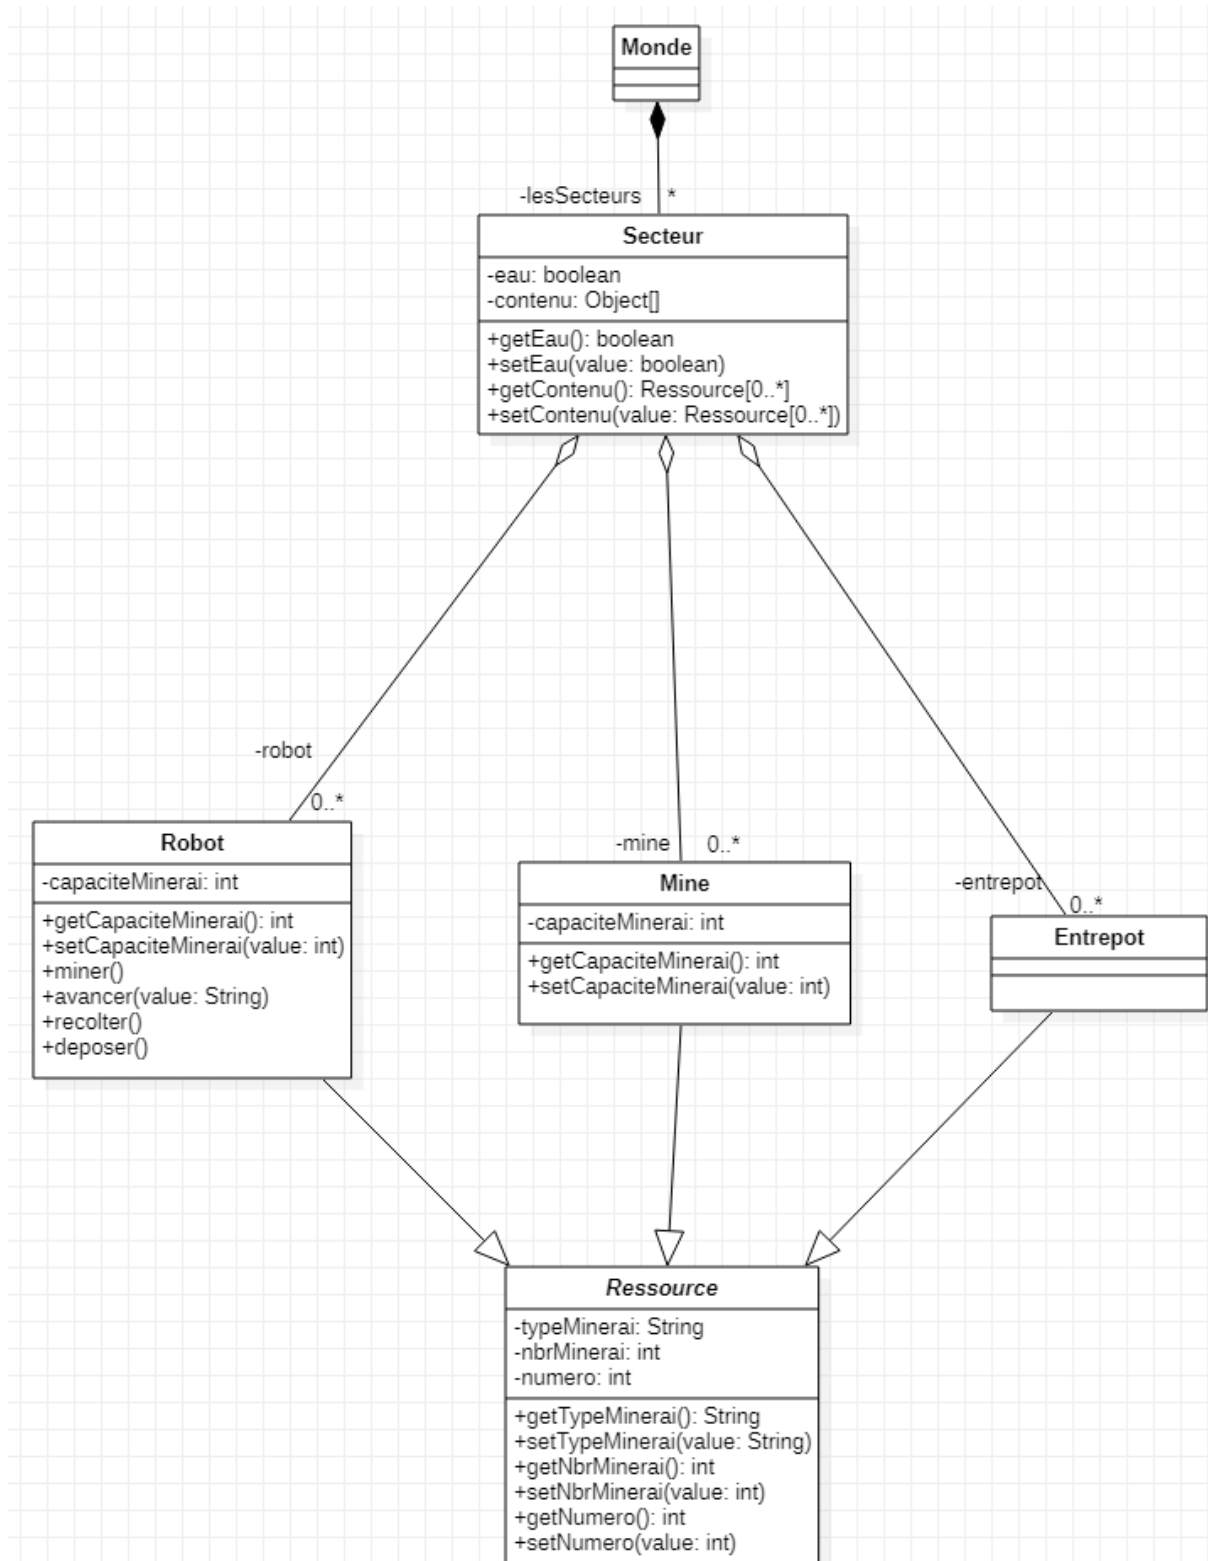 Monde
-lesSecteurs *
Secteur
-eau: boolean
-contenu: Object[]
+getEau(): boolean
+setEau(value: boolean)
+getContenu(): Ressource[0..*]
+setContenu(value: Ressource[0..*])
-robot
0..*
Robot
-capaciteMinerai: int
+getCapaciteMinerai(): int
+setCapaciteMinerai(value: int)
+miner()
+avancer(value: String)
+recolter()
+deposer()
-mine 0..*
Mine
-capaciteMinerai: int
+getCapaciteMinerai(): int
+setCapaciteMinerai(value: int)
-entrepot
0..*
Entrepot
Ressource
-typeMinerai: String
-nbrMinerai: int
-numero: int
+getTypeMinerai(): String
+setTypeMinerai(value: String)
+getNbrMinerai(): int
+setNbrMinerai(value: int)
+getNumero(): int
+setNumero(value: int)